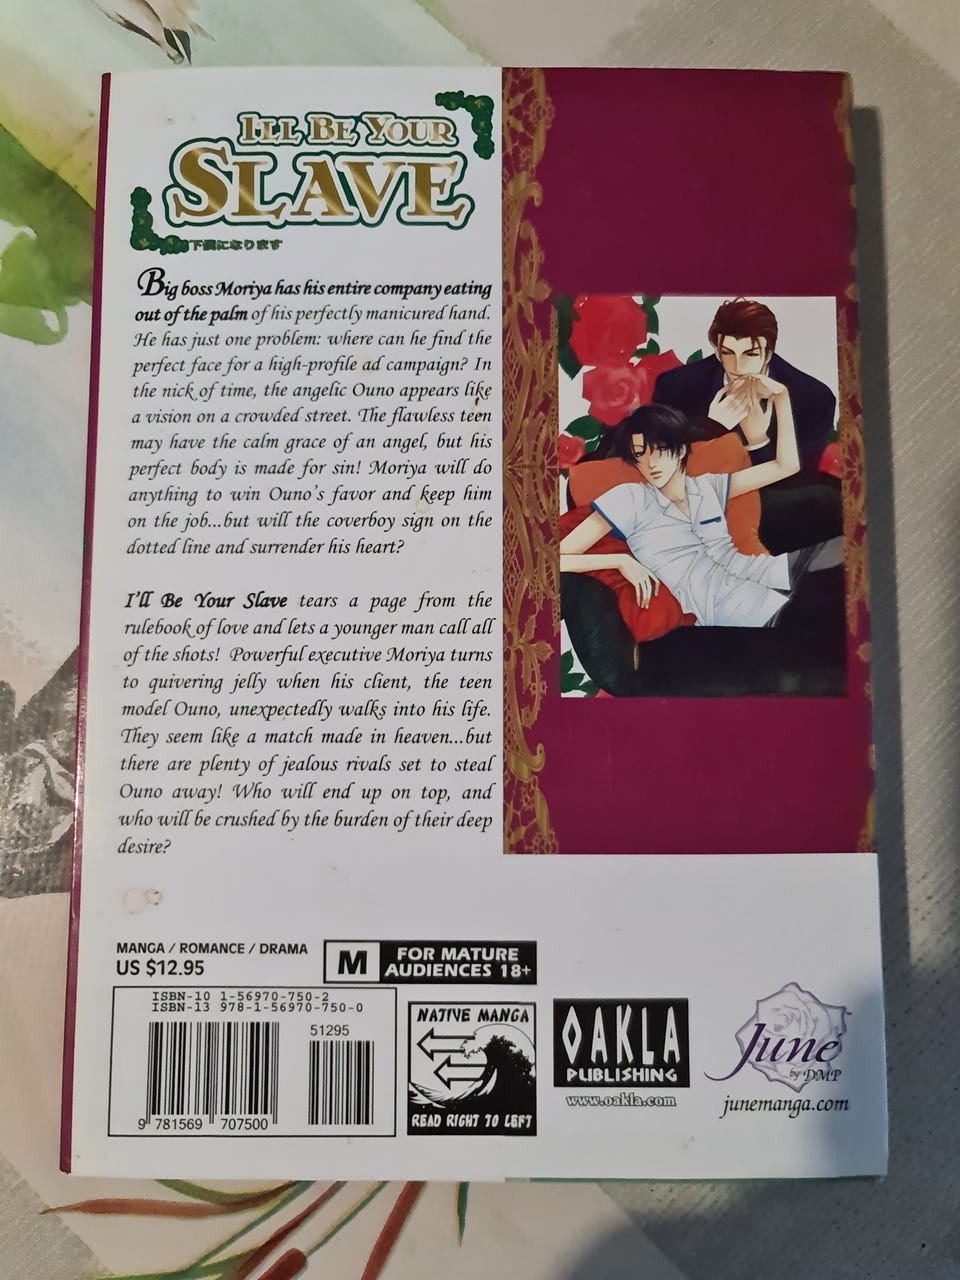 I'LL BE YOUR
SLAVE
下僕になります
Big boss Moriya has his entire company eating
out of the palm of his perfectly manicured hand.
He has just one problem: where can he find the
perfect face for a high-profile ad campaign? In
the nick of time, the angelic Ouno appears like
a vision on a crowded street. The flawless teen
may have the calm grace of an angel, but his
perfect body is made for sin! Moriya will do
anything to win Ouno's favor and keep him
on the job...but will the coverboy sign on the
dotted line and surrender his heart?
I'll Be Your Slave tears a page from the
rulebook of love and lets a younger man call all
of the shots! Powerful executive Moriya turns
to quivering jelly when his client, the teen
model Ouno, unexpectedly walks into his life.
They seem like a match made in heaven...but
there are plenty of jealous rivals set to steal
Ouno away! Who will end up on top, and
who will be crushed by the burden of their deep
desire?
MANGA / ROMANCE / DRAMA
US $12.95
M
FOR MATURE
AUDIENCES 18+
ISBN-10 1-56970-750-2
ISBN-13 978-1-56970-750-0
51295
9 781569 707500
NATIVE MANGA
READ RIGHT TO LEFT
OAKLA
PUBLISHING
www.oakla.com
June™
by DMP
junemanga.com